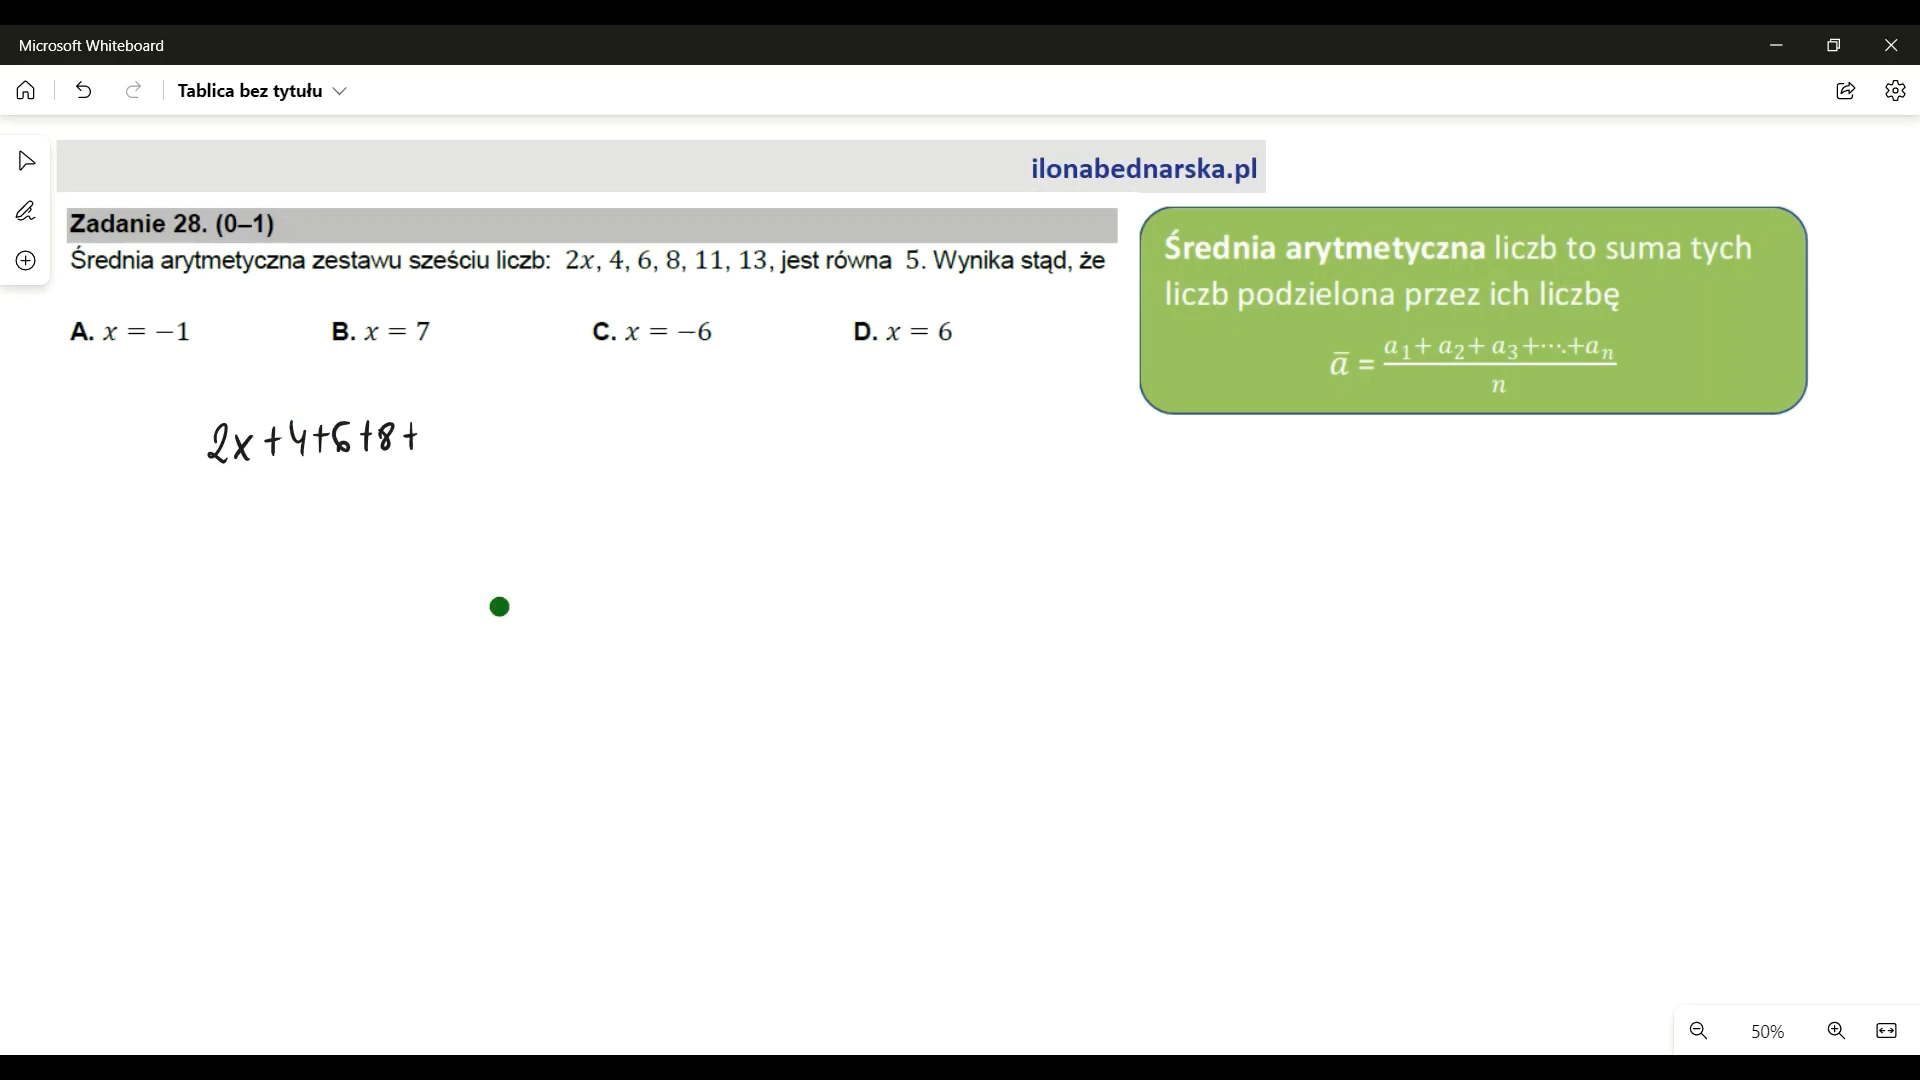 Microsoft Whiteboard
Tablica bez tytułu
ilonabednarska.pl
Zadanie 28. (0–1)
Średnia arytmetyczna zestawu sześciu liczb: 2x, 4, 6, 8, 11, 13, jest równa 5. Wynika stąd, że
A. x = −1 B. x = 7 C. x = −6 D. x = 6
Średnia arytmetyczna liczb to suma tych
liczb podzielona przez ich liczbę
ā = (a₁+ a₂+ a₃+⋯.+aₙ)/n
2x+4+6+8+
50%